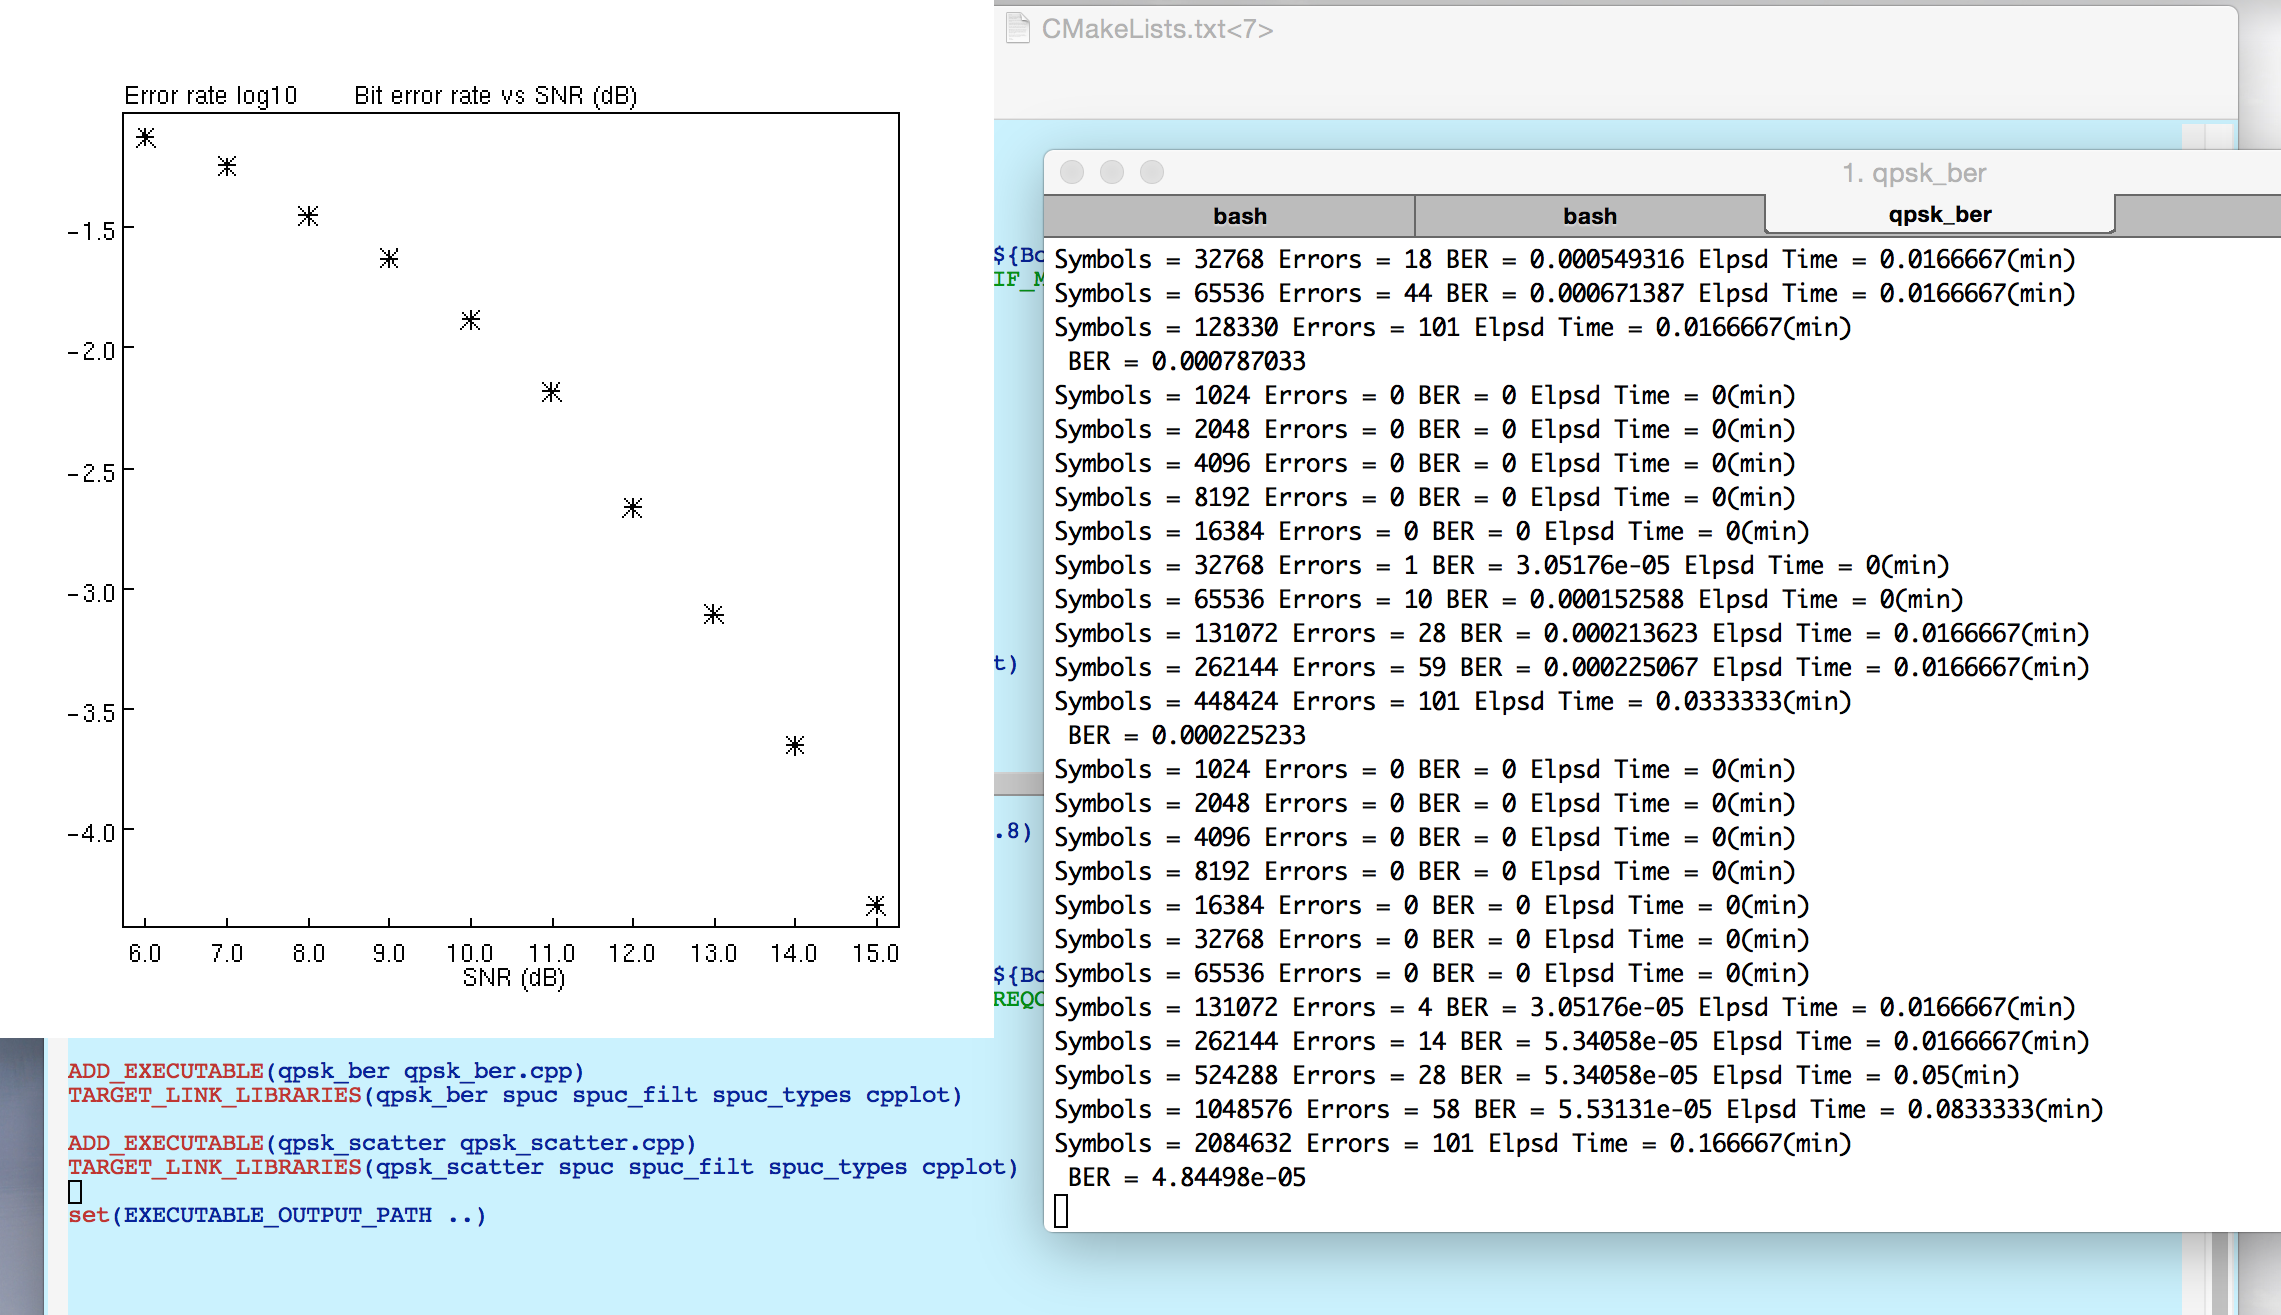 CMakeLists.txt<7>
Error rate log10 Bit error rate vs SNR (dB)
-1.5
-2.0
-2.5
-3.0
-3.5
-4.0
6.0 7.0 8.0 9.0 10.0 11.0 12.0 13.0 14.0 15.0
SNR (dB)
${Bo
IF_M
t)
.8)
${Bo
REQC
ADD_EXECUTABLE(qpsk_ber qpsk_ber.cpp)
TARGET_LINK_LIBRARIES(qpsk_ber spuc spuc_filt spuc_types cpplot)
ADD_EXECUTABLE(qpsk_scatter qpsk_scatter.cpp)
TARGET_LINK_LIBRARIES(qpsk_scatter spuc spuc_filt spuc_types cpplot)
set(EXECUTABLE_OUTPUT_PATH ..)
1. qpsk_ber
bash bash qpsk_ber
Symbols = 32768 Errors = 18 BER = 0.000549316 Elpsd Time = 0.0166667(min)
Symbols = 65536 Errors = 44 BER = 0.000671387 Elpsd Time = 0.0166667(min)
Symbols = 128330 Errors = 101 Elpsd Time = 0.0166667(min)
BER = 0.000787033
Symbols = 1024 Errors = 0 BER = 0 Elpsd Time = 0(min)
Symbols = 2048 Errors = 0 BER = 0 Elpsd Time = 0(min)
Symbols = 4096 Errors = 0 BER = 0 Elpsd Time = 0(min)
Symbols = 8192 Errors = 0 BER = 0 Elpsd Time = 0(min)
Symbols = 16384 Errors = 0 BER = 0 Elpsd Time = 0(min)
Symbols = 32768 Errors = 1 BER = 3.05176e-05 Elpsd Time = 0(min)
Symbols = 65536 Errors = 10 BER = 0.000152588 Elpsd Time = 0(min)
Symbols = 131072 Errors = 28 BER = 0.000213623 Elpsd Time = 0.0166667(min)
Symbols = 262144 Errors = 59 BER = 0.000225067 Elpsd Time = 0.0166667(min)
Symbols = 448424 Errors = 101 Elpsd Time = 0.0333333(min)
BER = 0.000225233
Symbols = 1024 Errors = 0 BER = 0 Elpsd Time = 0(min)
Symbols = 2048 Errors = 0 BER = 0 Elpsd Time = 0(min)
Symbols = 4096 Errors = 0 BER = 0 Elpsd Time = 0(min)
Symbols = 8192 Errors = 0 BER = 0 Elpsd Time = 0(min)
Symbols = 16384 Errors = 0 BER = 0 Elpsd Time = 0(min)
Symbols = 32768 Errors = 0 BER = 0 Elpsd Time = 0(min)
Symbols = 65536 Errors = 0 BER = 0 Elpsd Time = 0(min)
Symbols = 131072 Errors = 4 BER = 3.05176e-05 Elpsd Time = 0.0166667(min)
Symbols = 262144 Errors = 14 BER = 5.34058e-05 Elpsd Time = 0.0166667(min)
Symbols = 524288 Errors = 28 BER = 5.34058e-05 Elpsd Time = 0.05(min)
Symbols = 1048576 Errors = 58 BER = 5.53131e-05 Elpsd Time = 0.0833333(min)
Symbols = 2084632 Errors = 101 Elpsd Time = 0.166667(min)
BER = 4.84498e-05